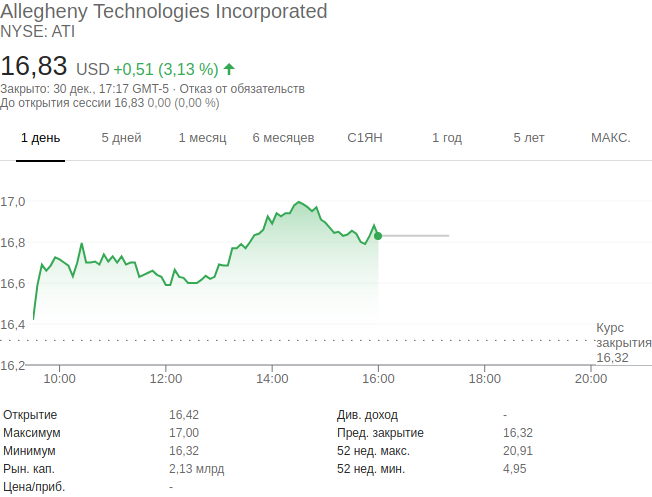 Allegheny Technologies Incorporated
NYSE: ATI
16,83 USD +0,51 (3,13 %)
Закрыто: 30 дек., 17:17 GMT-5 · Отказ от обязательств
До открытия сессии 16,83 0,00 (0,00 %)
1 день 5 дней 1 месяц 6 месяцев С1ЯН 1 год 5 лет МАКС.
17,0
16,8
16,6
16,4
Курс
закрытия
16,32
16,2
10:00 12:00 14:00 16:00 18:00 20:00
Открытие 16,42 Див. доход -
Максимум 17,00 Пред. закрытие 16,32
Минимум 16,32 52 нед. макс. 20,91
Рын. кап. 2,13 млрд 52 нед. мин. 4,95
Цена/приб. -